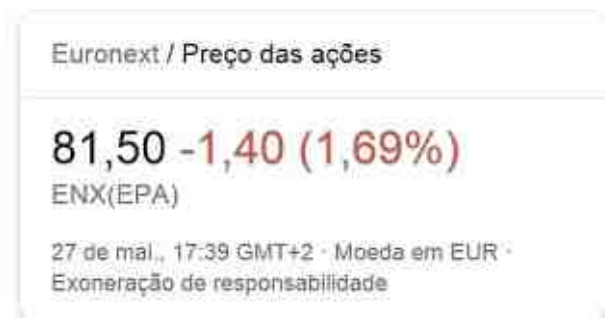 Euronext / Preço das ações
81,50 -1,40 (1,69%)
ENX(EPA)
27 de mai., 17:39 GMT+2 · Moeda em EUR ·
Exoneração de responsabilidade